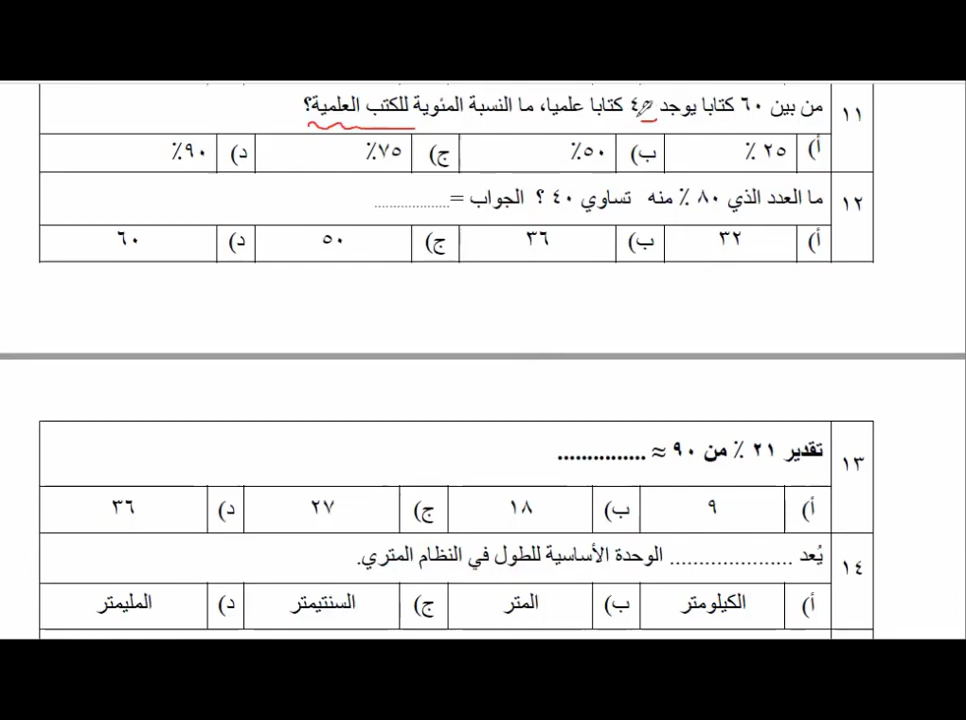 ١١ من بين ٦٠ كتابا يوجد ٤ كتابا علميا، ما النسبة المئوية للكتب العلمية؟
أ) ٢٥ ٪ ب) ٥٠٪ ج) ٧٥٪ د) ٩٠٪
١٢ ما العدد الذي ٨٠ ٪ منه تساوي ٤٠ ؟ الجواب =....................
أ) ٣٢ ب) ٣٦ ج) ٥٠ د) ٦٠
١٣ تقدير ٢١ ٪ من ٩٠ ≈ ...............
أ) ٩ ب) ١٨ ج) ٢٧ د) ٣٦
١٤ يُعد ..................... الوحدة الأساسية للطول في النظام المتري.
أ) الكيلومتر ب) المتر ج) السنتيمتر د) المليمتر